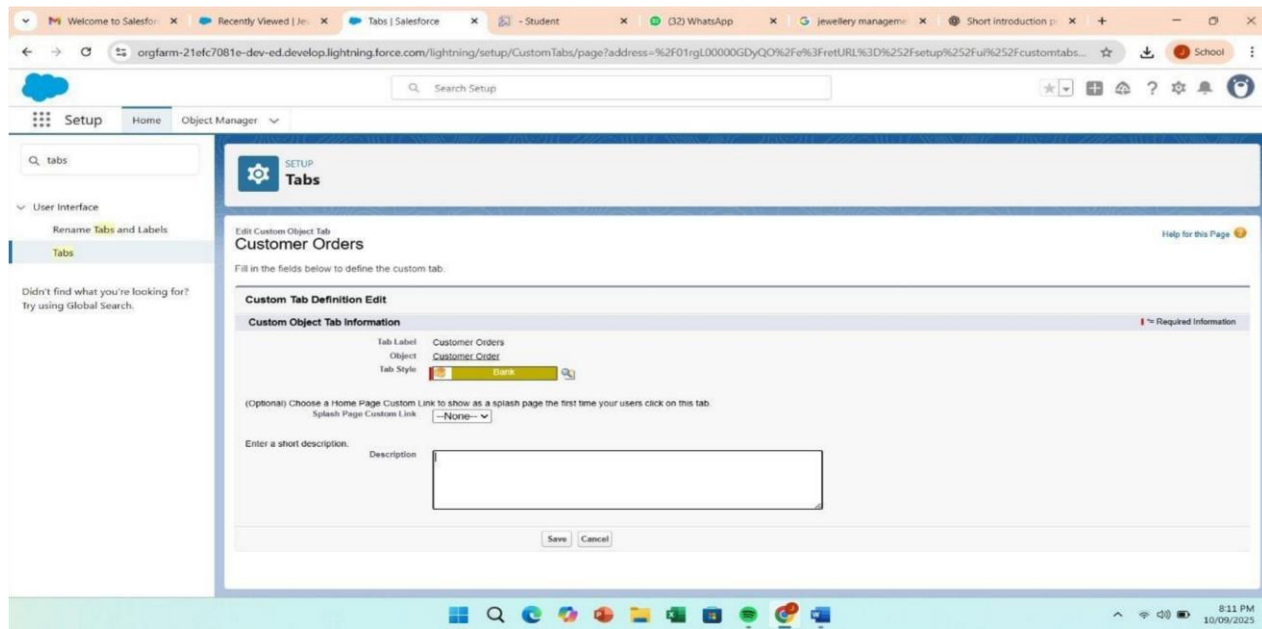 Welcome to Salesfor
Recently Viewed | Je
Tabs | Salesforce
- Student
(32) WhatsApp
jewellery manageme
Short introduction p
orgfarm-21efc7081e-dev-ed.develop.lightning.force.com/lightning/setup/CustomTabs/page?address=%2F01rgL00000GDyQO%2Fe%3FretURL%3D%252Fsetup%252Fui%252Fcustomtabs...
School
Search Setup
Setup Home Object Manager
tabs
SETUP
Tabs
User Interface
Rename Tabs and Labels
Tabs
Didn't find what you're looking for?
Try using Global Search.
Edit Custom Object Tab
Customer Orders
Help for this Page
Fill in the fields below to define the custom tab.
Custom Tab Definition Edit
Custom Object Tab Information
= Required Information
Tab Label Customer Orders
Object Customer Order
Tab Style Bank
(Optional) Choose a Home Page Custom Link to show as a splash page the first time your users click on this tab.
Splash Page Custom Link --None--
Enter a short description.
Description
Save Cancel
8:11 PM
10/09/2025